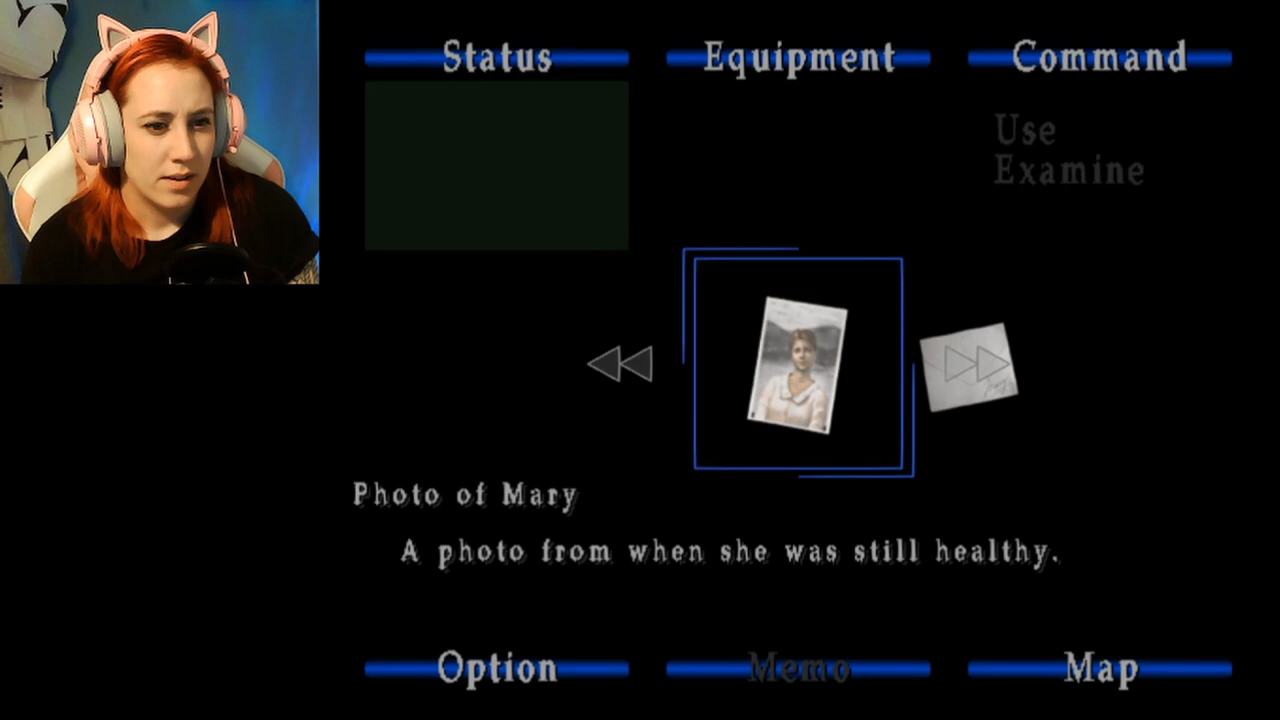 Status
Equipment
Command
Use
Examine
Photo of Mary
A photo from when she was still healthy.
Option
Memo
Map